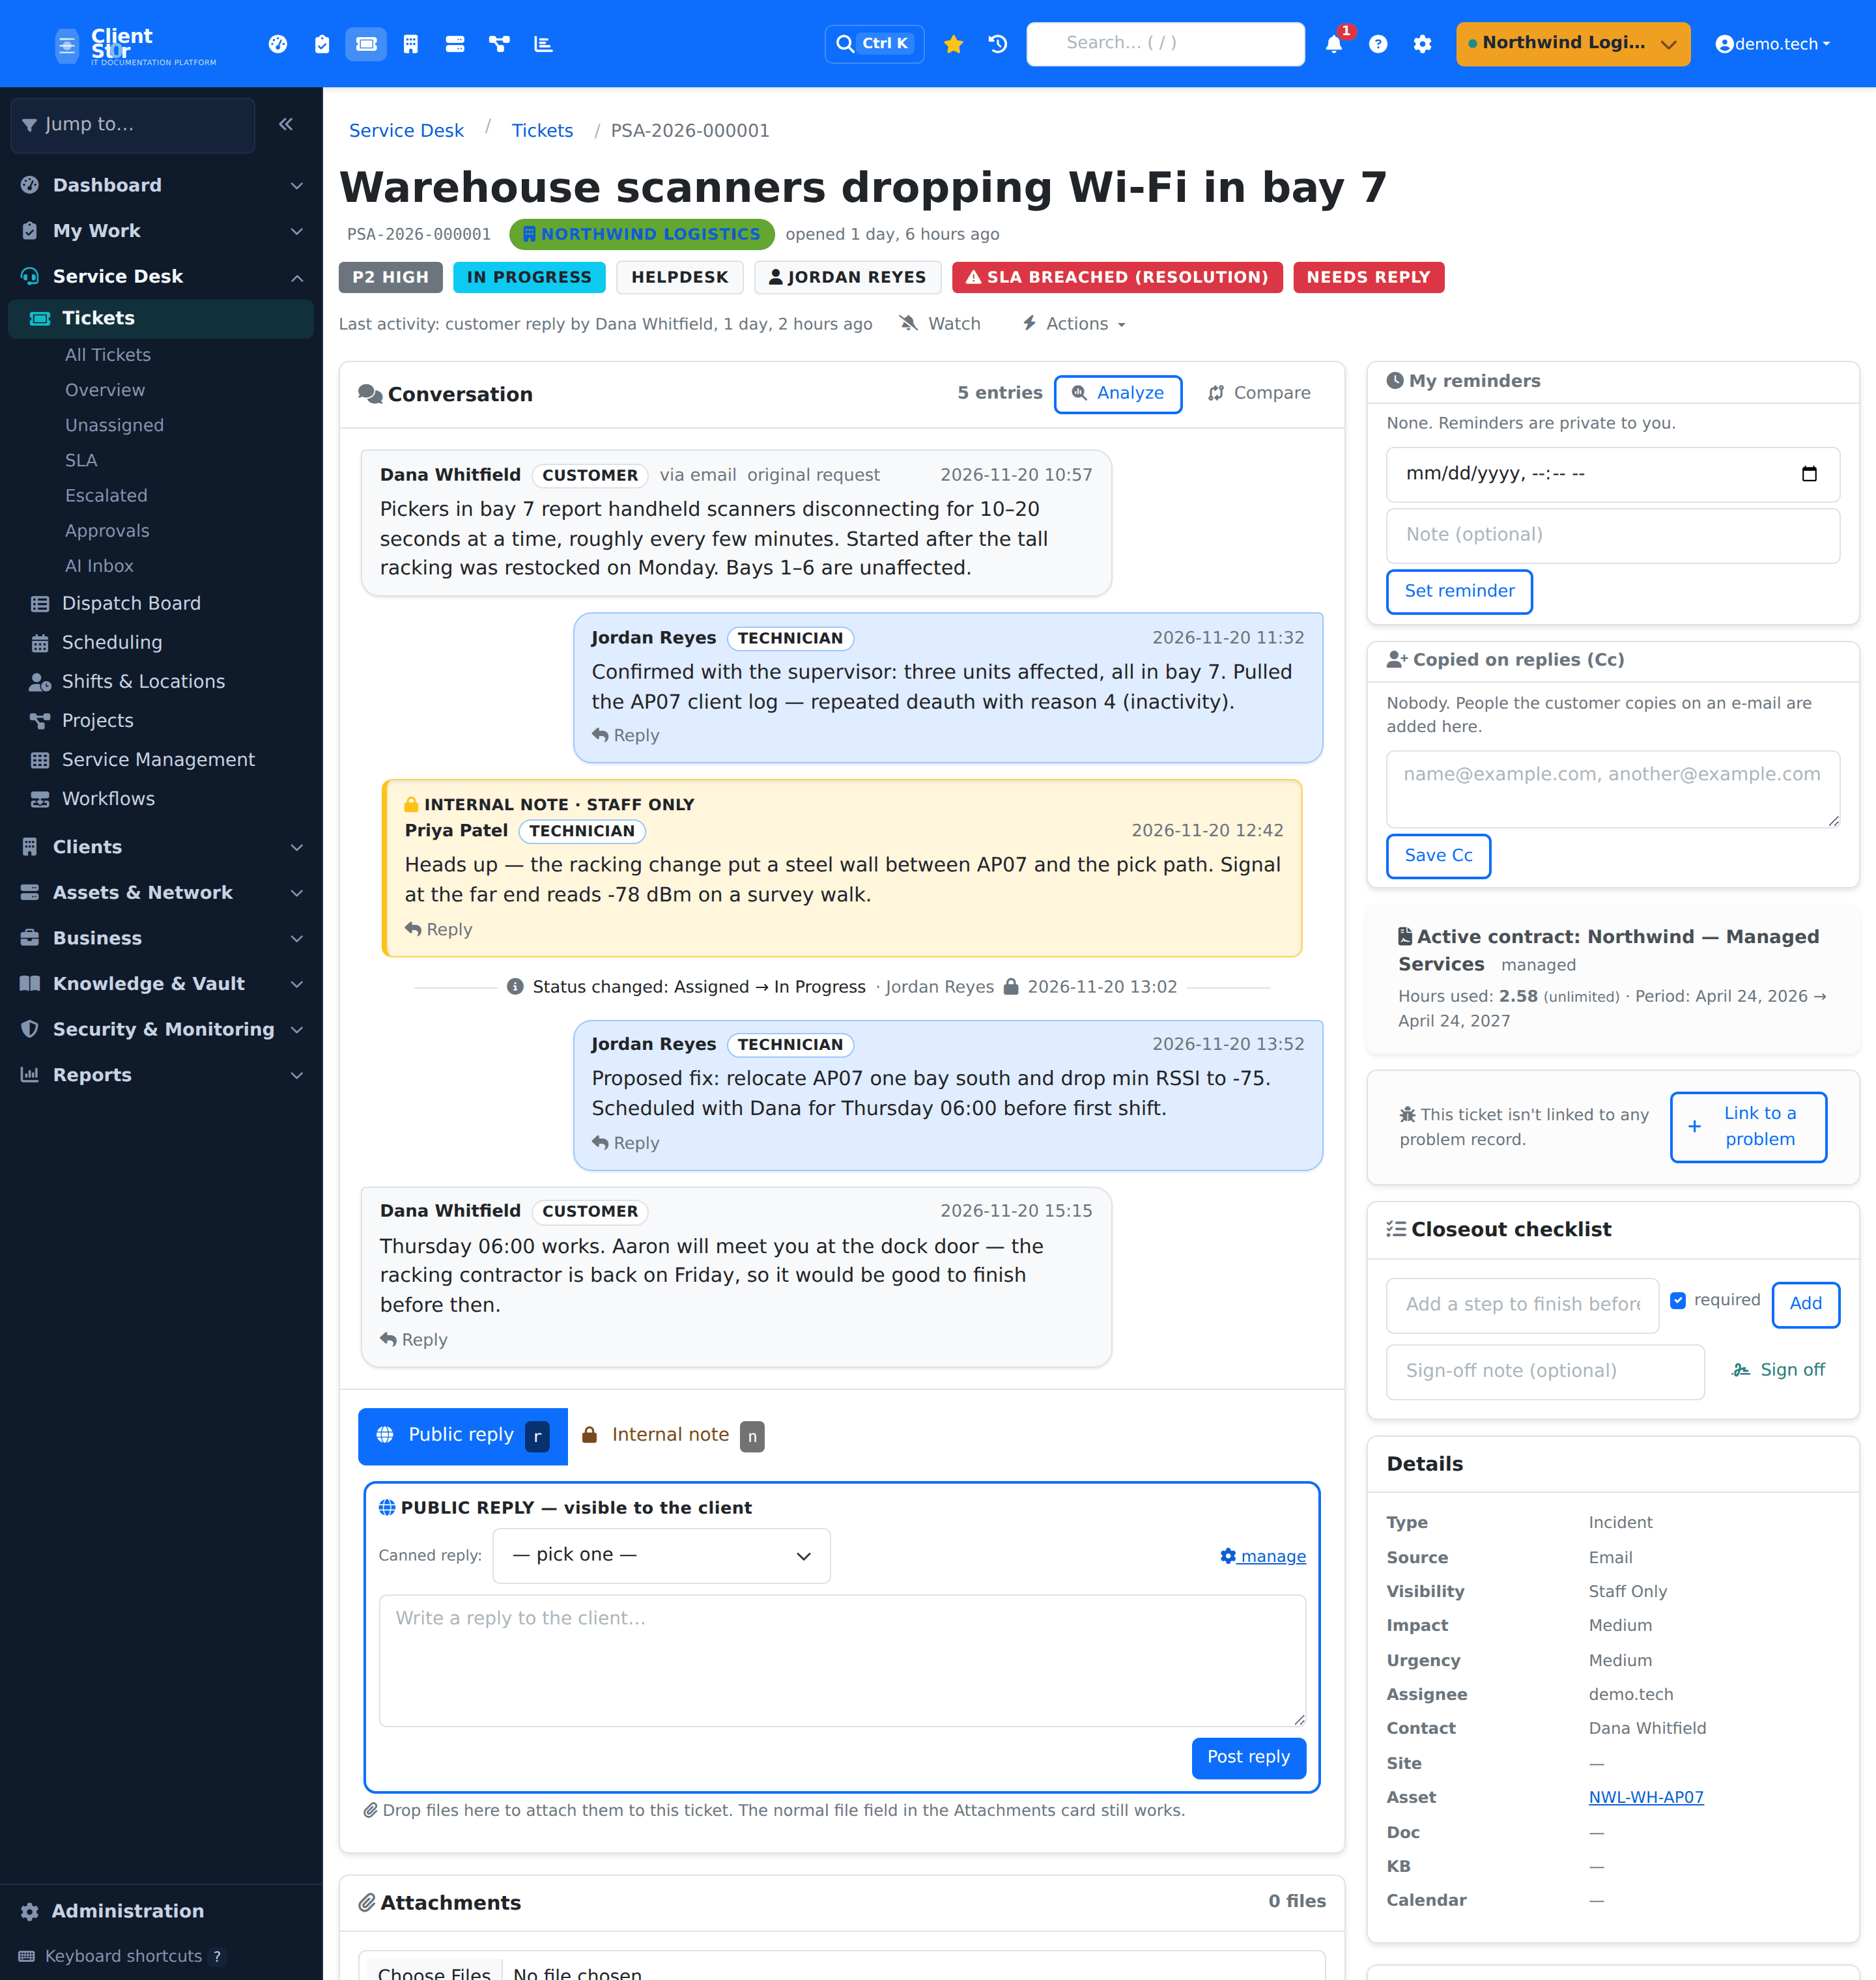 Client
St0r
IT DOCUMENTATION PLATFORM
Ctrl K
Search... ( / )
1
Northwind Logi...
demo.tech
Jump to...
Dashboard
My Work
Service Desk
Tickets
All Tickets
Overview
Unassigned
SLA
Escalated
Approvals
AI Inbox
Dispatch Board
Scheduling
Shifts & Locations
Projects
Service Management
Workflows
Clients
Assets & Network
Business
Knowledge & Vault
Security & Monitoring
Reports
Administration
Keyboard shortcuts ?
Service Desk / Tickets / PSA-2026-000001
Warehouse scanners dropping Wi-Fi in bay 7
PSA-2026-000001 NORTHWIND LOGISTICS opened 1 day, 6 hours ago
P2 HIGH IN PROGRESS HELPDESK JORDAN REYES SLA BREACHED (RESOLUTION) NEEDS REPLY
Last activity: customer reply by Dana Whitfield, 1 day, 2 hours ago Watch Actions
Conversation 5 entries Analyze Compare
Dana Whitfield CUSTOMER via email original request 2026-11-20 10:57
Pickers in bay 7 report handheld scanners disconnecting for 10–20
seconds at a time, roughly every few minutes. Started after the tall
racking was restocked on Monday. Bays 1–6 are unaffected.
Jordan Reyes TECHNICIAN 2026-11-20 11:32
Confirmed with the supervisor: three units affected, all in bay 7. Pulled
the AP07 client log — repeated deauth with reason 4 (inactivity).
Reply
INTERNAL NOTE · STAFF ONLY
Priya Patel TECHNICIAN 2026-11-20 12:42
Heads up — the racking change put a steel wall between AP07 and the pick path. Signal
at the far end reads -78 dBm on a survey walk.
Reply
Status changed: Assigned → In Progress · Jordan Reyes 2026-11-20 13:02
Jordan Reyes TECHNICIAN 2026-11-20 13:52
Proposed fix: relocate AP07 one bay south and drop min RSSI to -75.
Scheduled with Dana for Thursday 06:00 before first shift.
Reply
Dana Whitfield CUSTOMER 2026-11-20 15:15
Thursday 06:00 works. Aaron will meet you at the dock door — the
racking contractor is back on Friday, so it would be good to finish
before then.
Reply
Public reply r Internal note n
PUBLIC REPLY — visible to the client
Canned reply: — pick one — manage
Write a reply to the client...
Post reply
Drop files here to attach them to this ticket. The normal file field in the Attachments card still works.
Attachments 0 files
Choose Files No file chosen
My reminders
None. Reminders are private to you.
mm/dd/yyyy, --:-- --
Note (optional)
Set reminder
Copied on replies (Cc)
Nobody. People the customer copies on an e-mail are
added here.
name@example.com, another@example.com
Save Cc
Active contract: Northwind — Managed
Services managed
Hours used: 2.58 (unlimited) · Period: April 24, 2026 →
April 24, 2027
This ticket isn't linked to any
problem record.
+ Link to a
problem
Closeout checklist
Add a step to finish before required Add
Sign-off note (optional) Sign off
Details
Type Incident
Source Email
Visibility Staff Only
Impact Medium
Urgency Medium
Assignee demo.tech
Contact Dana Whitfield
Site —
Asset NWL-WH-AP07
Doc —
KB —
Calendar —